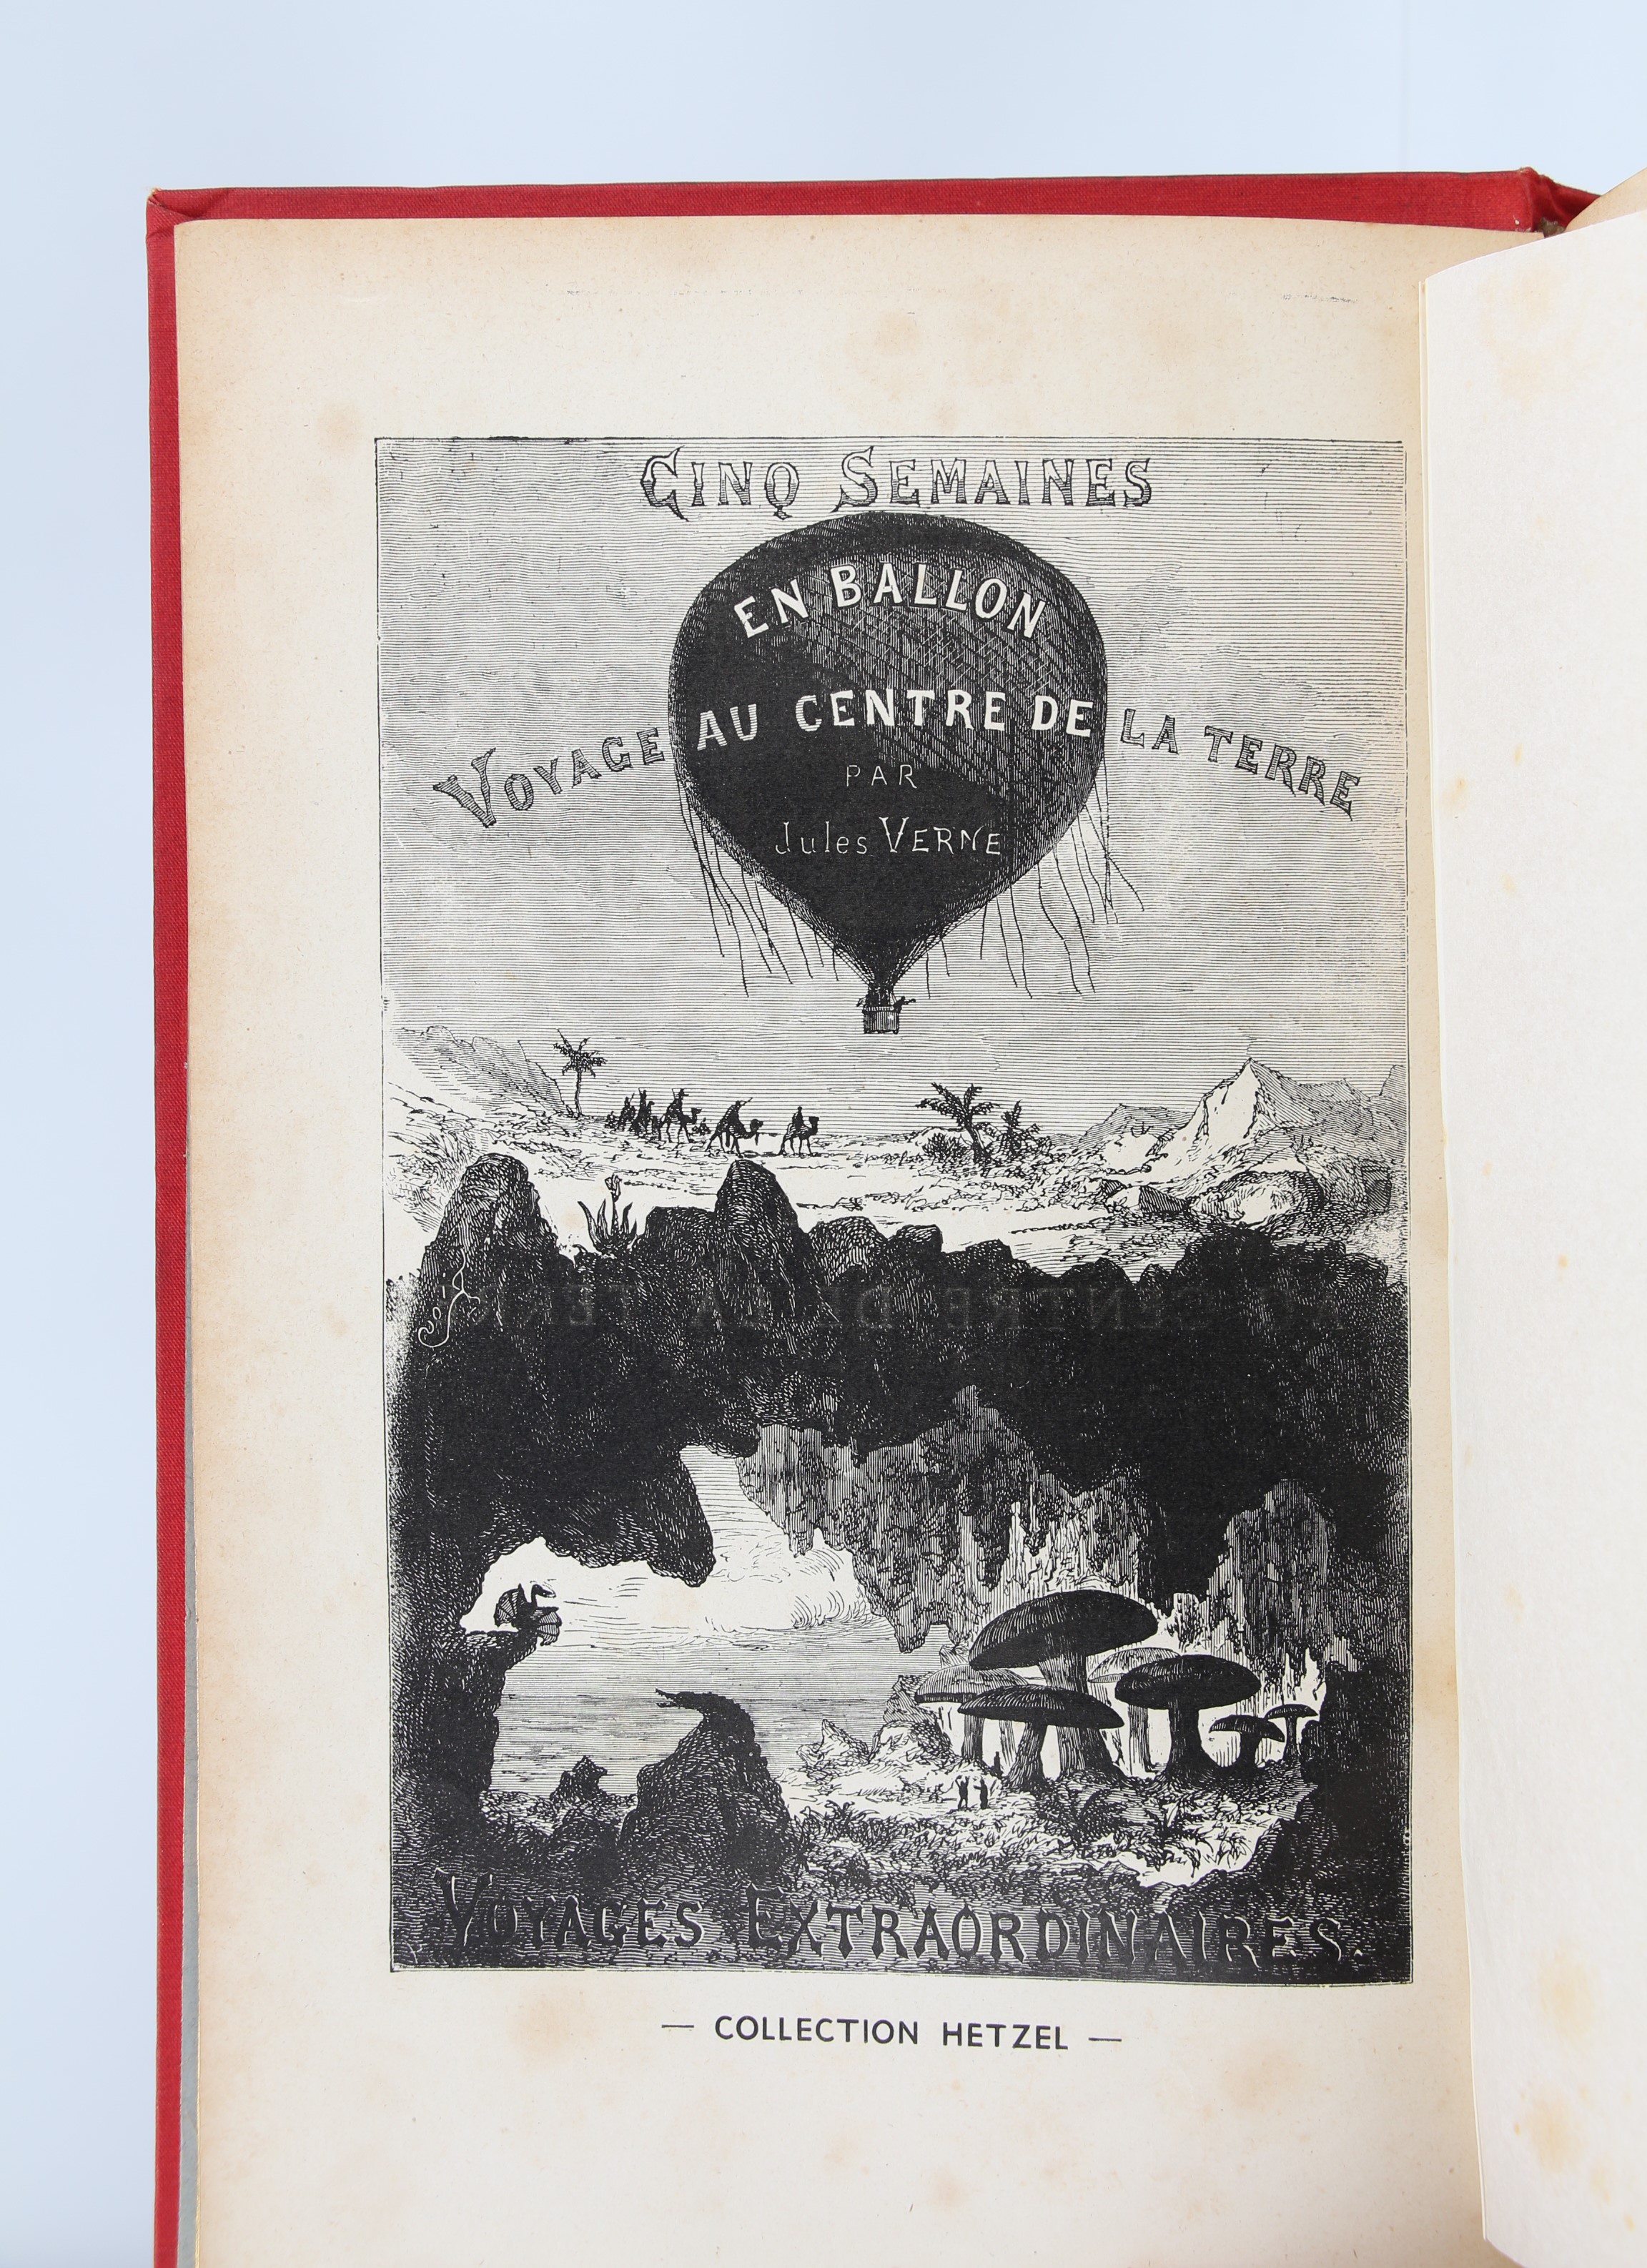 CINQ SEMAINES
EN BALLON
VOYAGE AU CENTRE DE LA TERRE
PAR
Jules VERNE
VOYAGES EXTRAORDINAIRES.
— COLLECTION HETZEL —